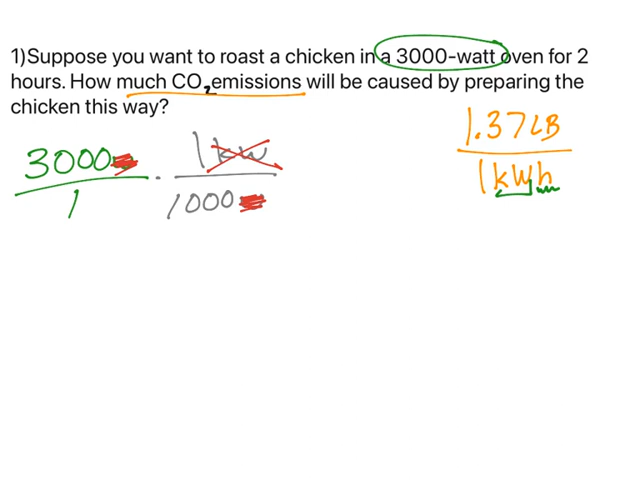 1)Suppose you want to roast a chicken in a 3000-watt oven for 2
hours. How much CO₂ emissions will be caused by preparing the
chicken this way?
1.37LB
1kWh
3000
1
·
1kw
1000